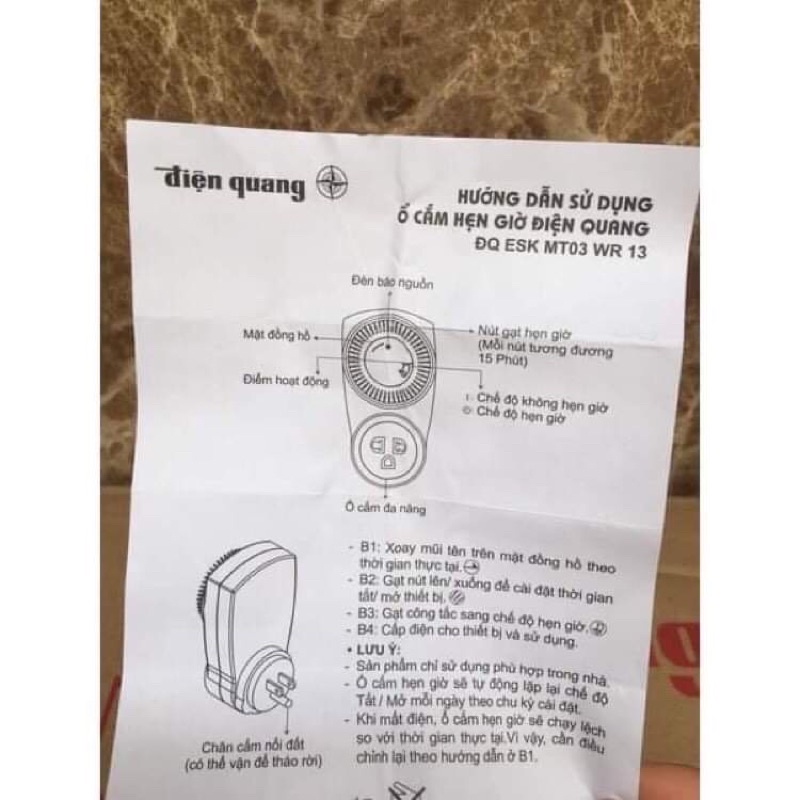 điện quang
HƯỚNG DẪN SỬ DỤNG
Ổ CẮM HẸN GIỜ ĐIỆN QUANG
ĐQ ESK MT03 WR 13
Đèn báo nguồn
Mặt đồng hồ
Nút gạt hẹn giờ
(Mỗi nút tương đương
15 Phút)
Điểm hoạt động
I: Chế độ không hẹn giờ
Chế độ hẹn giờ
Ổ cắm đa năng
- B1: Xoay mũi tên trên mặt đồng hồ theo
thời gian thực tại.
- B2: Gạt nút lên/ xuống để cài đặt thời gian
tắt/ mở thiết bị.
- B3: Gạt công tắc sang chế độ hẹn giờ.
- B4: Cấp điện cho thiết bị và sử dụng.
• LƯU Ý:
- Sản phẩm chỉ sử dụng phù hợp trong nhà.
- Ổ cắm hẹn giờ sẽ tự động lặp lại chế độ
Tắt / Mở mỗi ngày theo chu kỳ cài đặt.
- Khi mất điện, ổ cắm hẹn giờ sẽ chạy lệch
so với thời gian thực tại.Vì vậy, cần điều
chỉnh lại theo hướng dẫn ở B1.
Chân cắm nối đất
(có thể vặn để tháo rời)